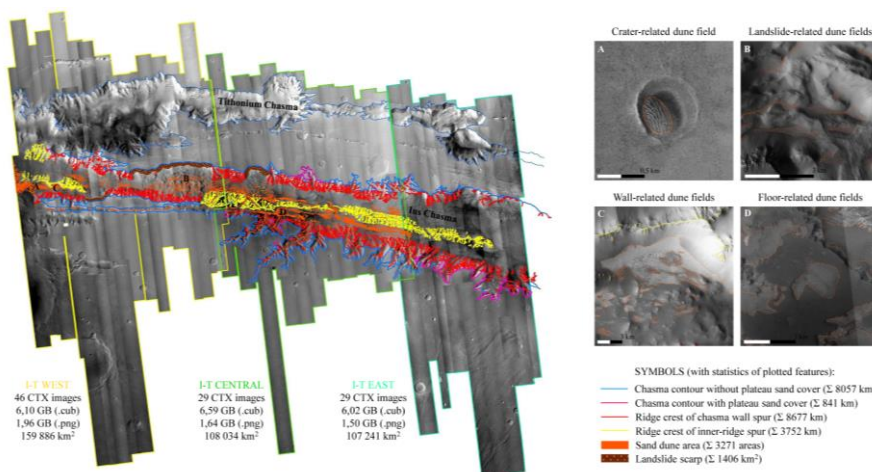 Tithonium Chasma
Ius Chasma
B
D
I-T WEST
46 CTX images
6,10 GB (.cub)
1,96 GB (.png)
159 886 km²
I-T CENTRAL
29 CTX images
6,59 GB (.cub)
1,64 GB (.png)
108 034 km²
I-T EAST
29 CTX images
6,02 GB (.cub)
1,50 GB (.png)
107 241 km²
Crater-related dune field
A
0,5 km
Landslide-related dune fields
B
Wall-related dune fields
C
Floor-related dune fields
D
SYMBOLS (with statistics of plotted features):
Chasma contour without plateau sand cover (Σ 8057 km)
Chasma contour with plateau sand cover (Σ 841 km)
Ridge crest of chasma wall spur (Σ 8677 km)
Ridge crest of inner-ridge spur (Σ 3752 km)
Sand dune area (Σ 3271 areas)
Landslide scarp (Σ 1406 km²)